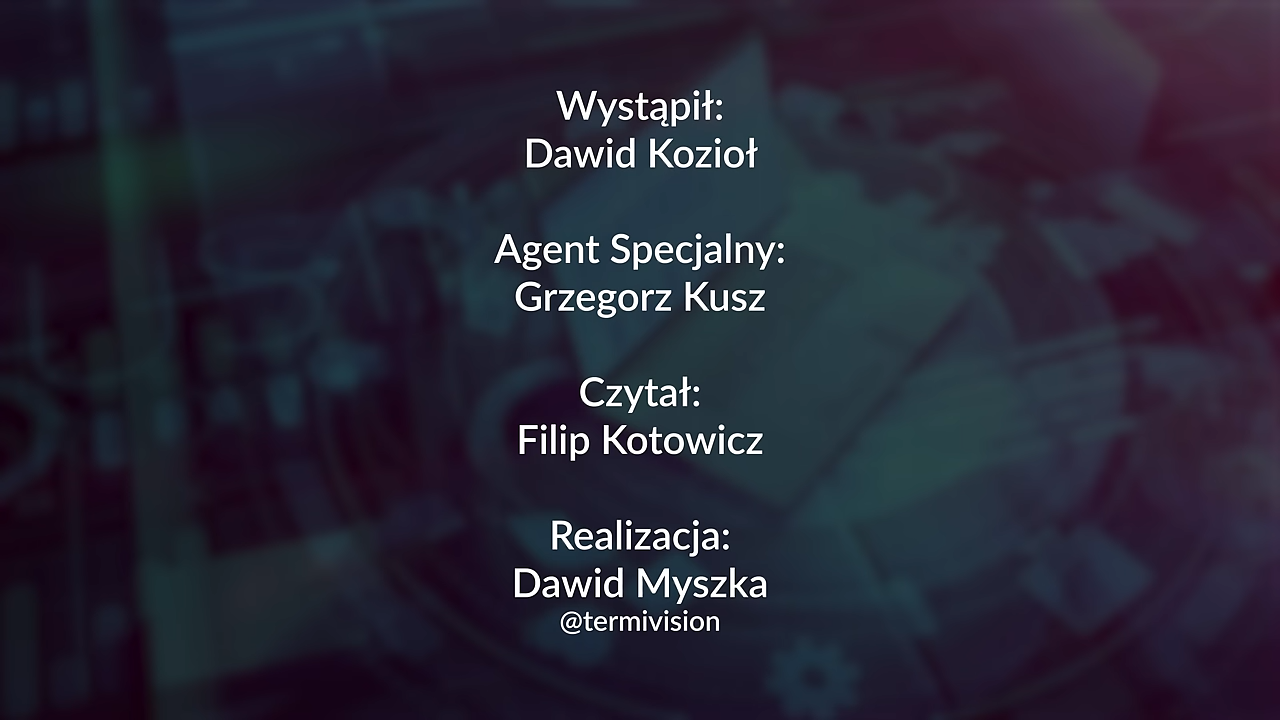 Wystąpił:
Dawid Kozioł
Agent Specjalny:
Grzegorz Kusz
Czytał:
Filip Kotowicz
Realizacja:
Dawid Myszka
@termivision